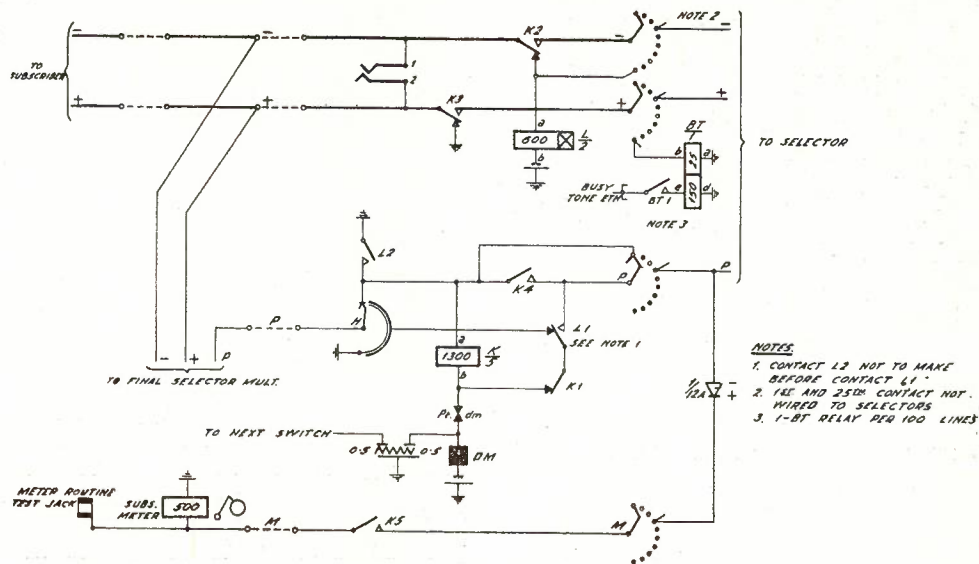 TO SUBSCRIBER
-
-
-
K2
-
NOTE 2
-
1
2
+
+
+
K3
+
+
a
600
L/2
b
TO SELECTOR
BT/1
b 25 a
BUSY TONE ETH
BT 1
e 150 d
NOTE 3
L2
K4
P
P
P
H
L1
SEE NOTE 1
a
1300
K/5
b
K1
- + P
TO FINAL SELECTOR MULT.
Pt. dm
TO NEXT SWITCH
0·5 0·5
DM
1/12A
-
+
NOTES.
1. CONTACT L2 NOT TO MAKE
BEFORE CONTACT L1
2. 1ST AND 25TH CONTACT NOT
WIRED TO SELECTORS
3. 1-BT RELAY PER 100 LINES
METER ROUTINE
TEST JACK
SUBS.
METER
500
M
K5
M